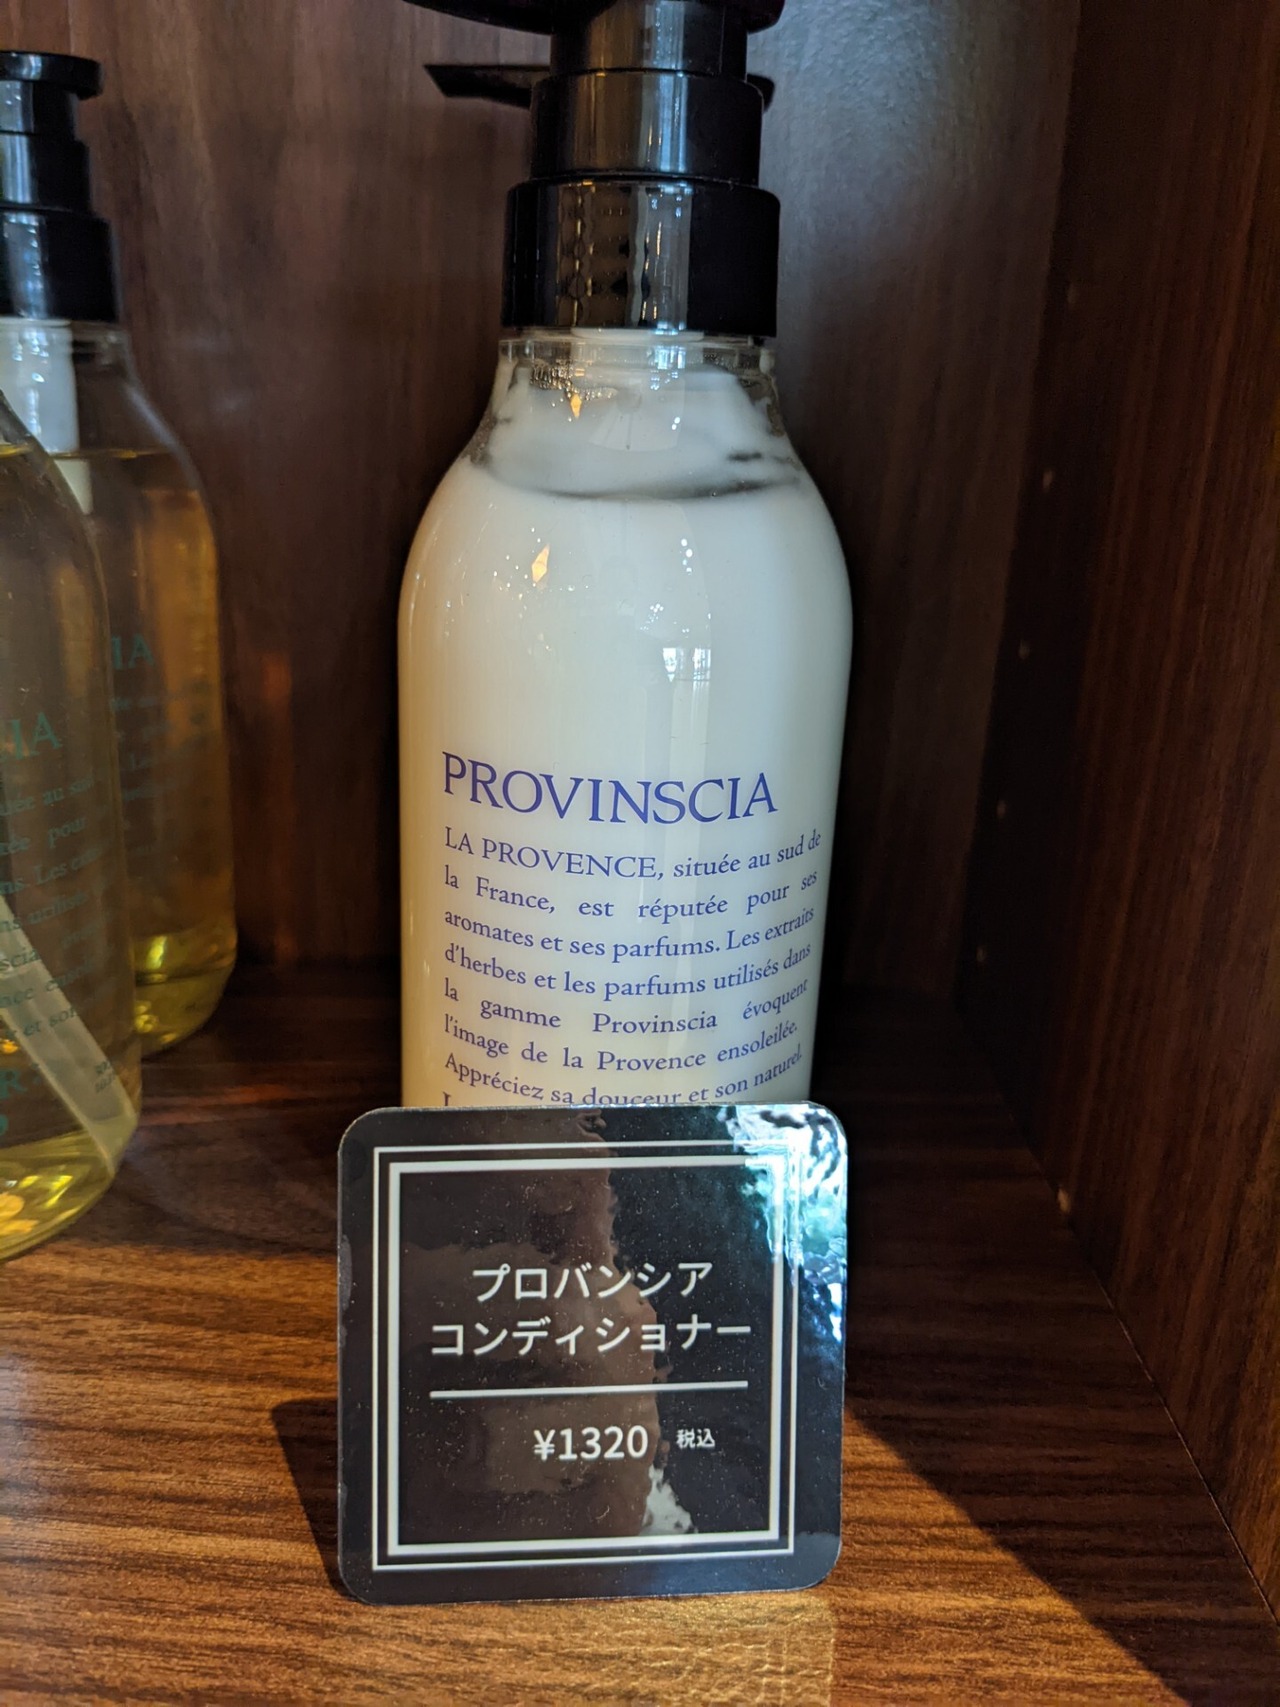 PROVINSCIA
LA PROVENCE, située au sud de
la France, est réputée pour ses
aromates et ses parfums. Les extraits
d'herbes et les parfums utilisés dans
la gamme Provinscia évoquent
l'image de la Provence ensoleilée.
Appréciez sa douceur et son naturel.
プロバンシア
コンディショナー
¥1320 税込